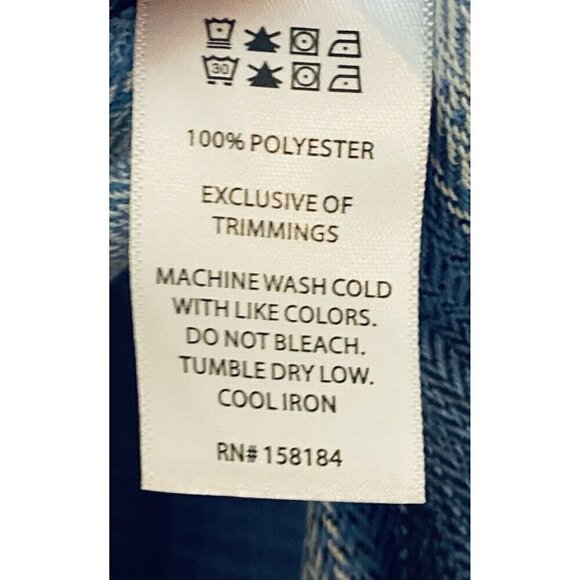 30
100% POLYESTER
EXCLUSIVE OF
TRIMMINGS
MACHINE WASH COLD
WITH LIKE COLORS.
DO NOT BLEACH.
TUMBLE DRY LOW.
COOL IRON
RN# 158184